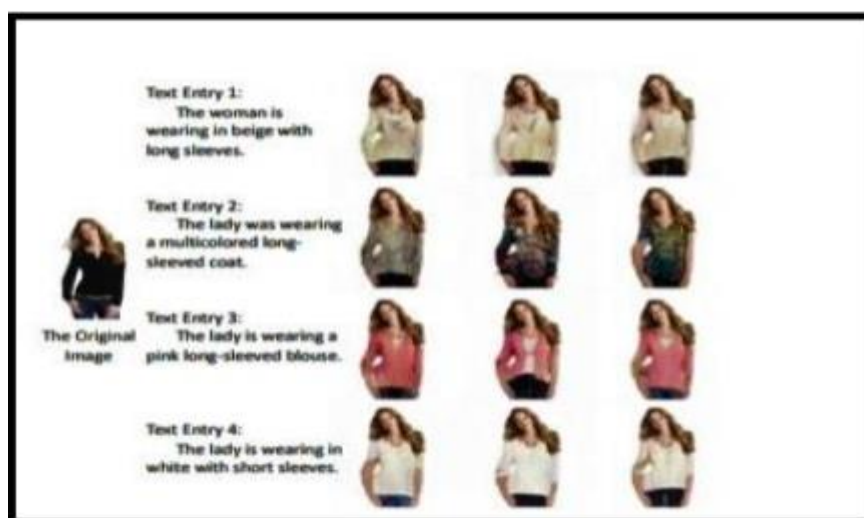 Text Entry 1:
The woman is
wearing in beige with
long sleeves.
Text Entry 2:
The lady was wearing
a multicolored long-
sleeved coat.
The Original
Image
Text Entry 3:
The lady is wearing a
pink long-sleeved blouse.
Text Entry 4:
The lady is wearing in
white with short sleeves.